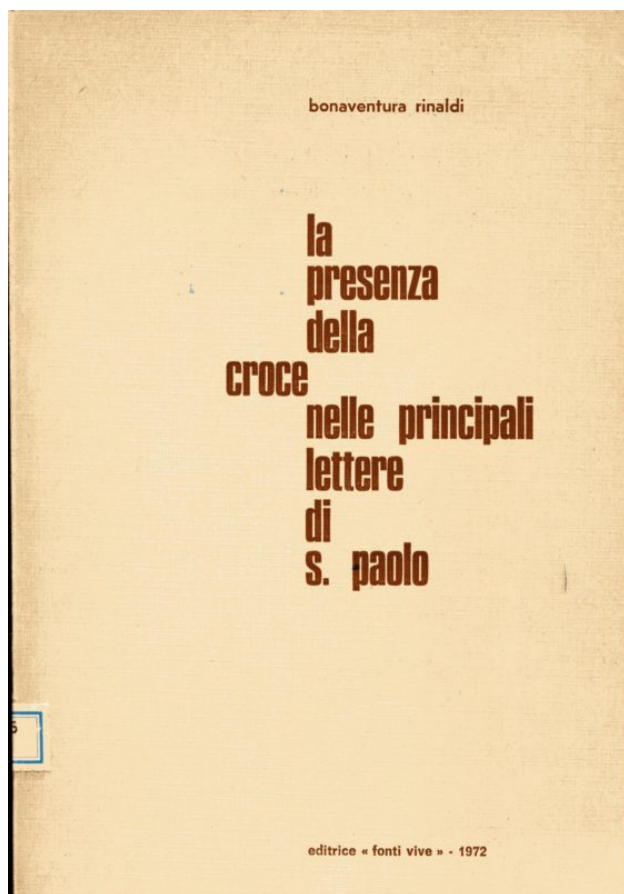 bonaventura rinaldi
la
presenza
della
croce
nelle principali
lettere
di
s. paolo
editrice « fonti vive » - 1972